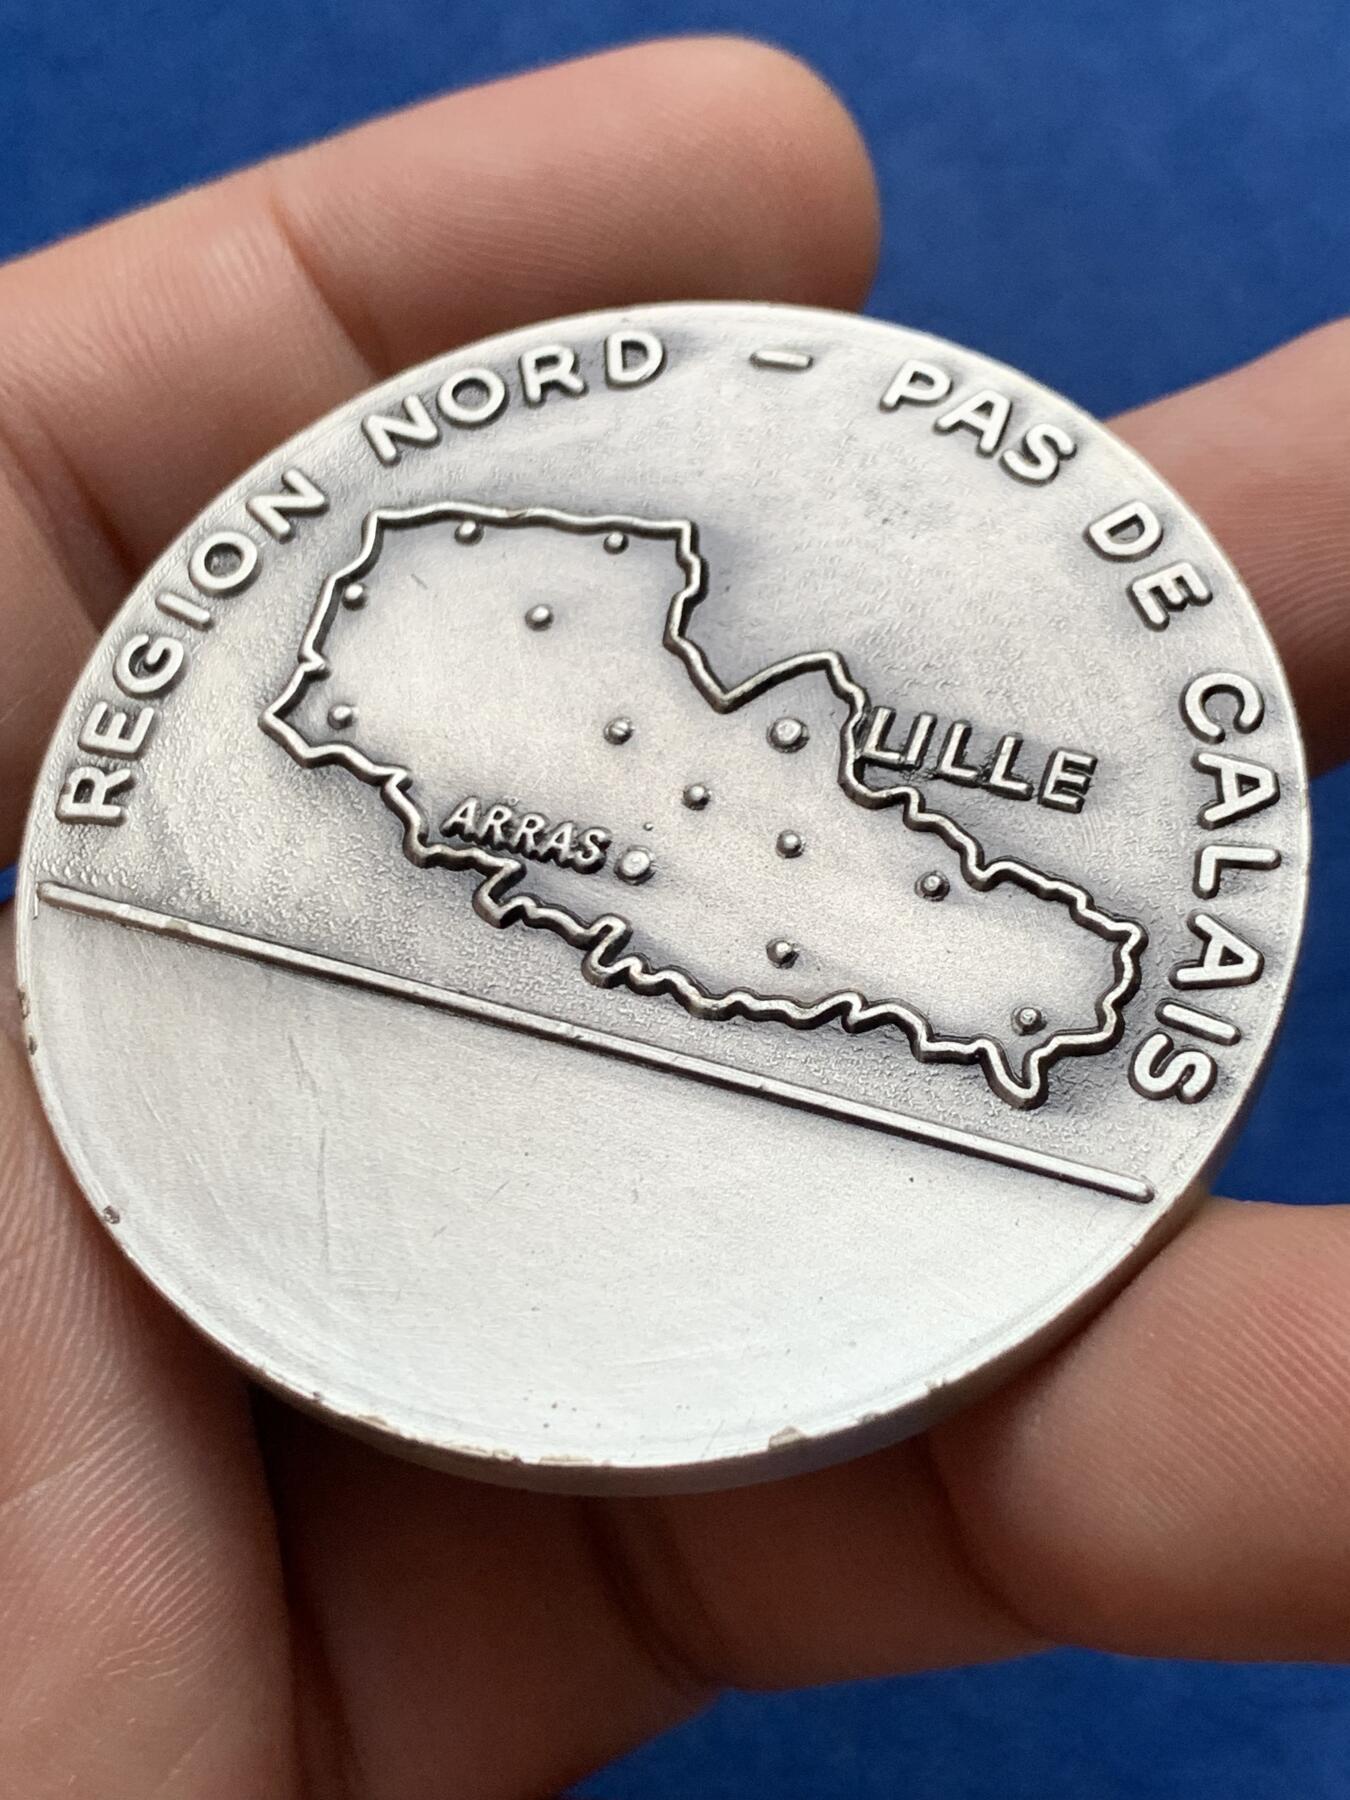 REGION NORD - PAS DE CALAIS
LILLE
ARRAS